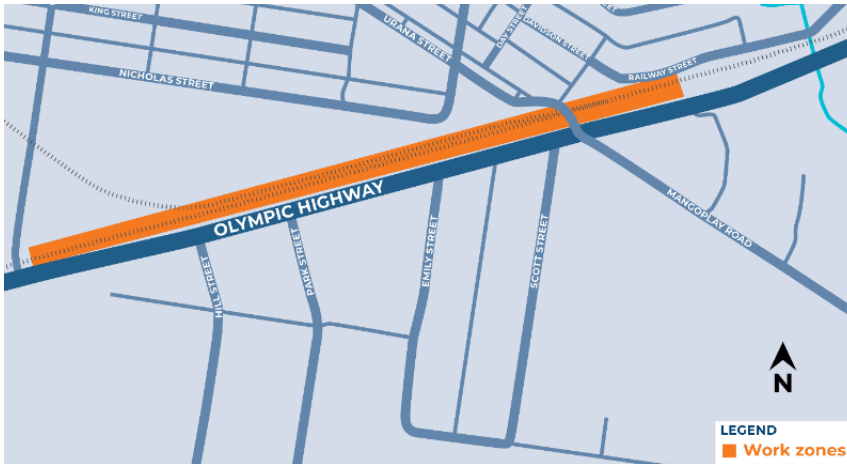 KING STREET
URANA STREET
DAY STREET
DAVIDSON STREET
NICHOLAS STREET
RAILWAY STREET
OLYMPIC HIGHWAY
MANGOPLAY ROAD
HILL STREET
PARK STREET
EMILY STREET
SCOTT STREET
N
LEGEND
Work zones